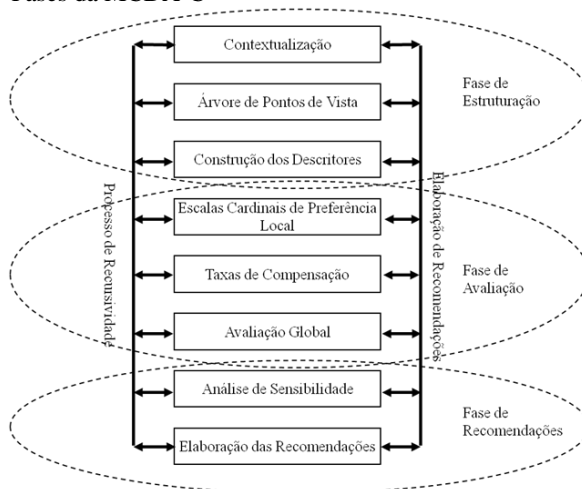 Fases da MCDA-C
Contextualização
Árvore de Pontos de Vista
Construção dos Descritores
Escalas Cardinais de Preferência
Local
Taxas de Compensação
Avaliação Global
Análise de Sensibilidade
Elaboração das Recomendações
Processo de Recursividade
Elaboração de Recomendações
Fase de
Estruturação
Fase de
Avaliação
Fase de
Recomendações